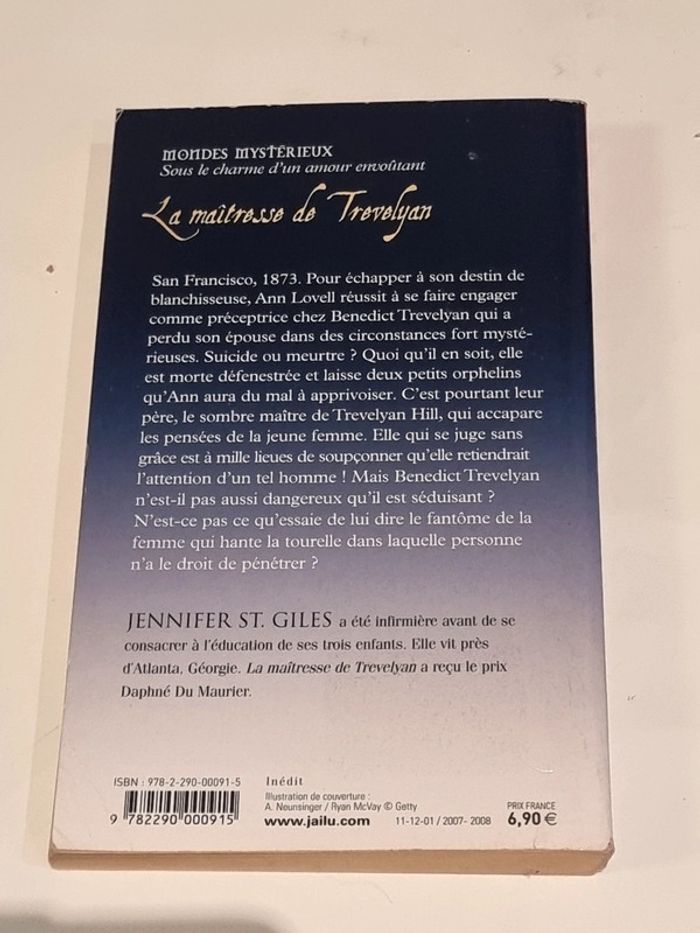 MONDES MYSTÉRIEUX
Sous le charme d'un amour envoûtant
La maîtresse de Trevelyan
San Francisco, 1873. Pour échapper à son destin de
blanchisseuse, Ann Lovell réussit à se faire engager
comme préceptrice chez Benedict Trevelyan qui a
perdu son épouse dans des circonstances fort mysté-
rieuses. Suicide ou meurtre ? Quoi qu'il en soit, elle
est morte défenestrée et laisse deux petits orphelins
qu'Ann aura du mal à apprivoiser. C'est pourtant leur
père, le sombre maître de Trevelyan Hill, qui accapare
les pensées de la jeune femme. Elle qui se juge sans
grâce est à mille lieues de soupçonner qu'elle retiendrait
l'attention d'un tel homme ! Mais Benedict Trevelyan
n'est-il pas aussi dangereux qu'il est séduisant ?
N'est-ce pas ce qu'essaie de lui dire le fantôme de la
femme qui hante la tourelle dans laquelle personne
n'a le droit de pénétrer ?
JENNIFER ST. GILES a été infirmière avant de se
consacrer à l'éducation de ses trois enfants. Elle vit près
d'Atlanta, Géorgie. La maîtresse de Trevelyan a reçu le prix
Daphné Du Maurier.
ISBN : 978-2-290-00091-5
9 782290 000915
Inédit
Illustration de couverture :
A. Neunsinger / Ryan McVay © Getty
www.jailu.com
11-12-01 / 2007- 2008
PRIX FRANCE
6,90 €